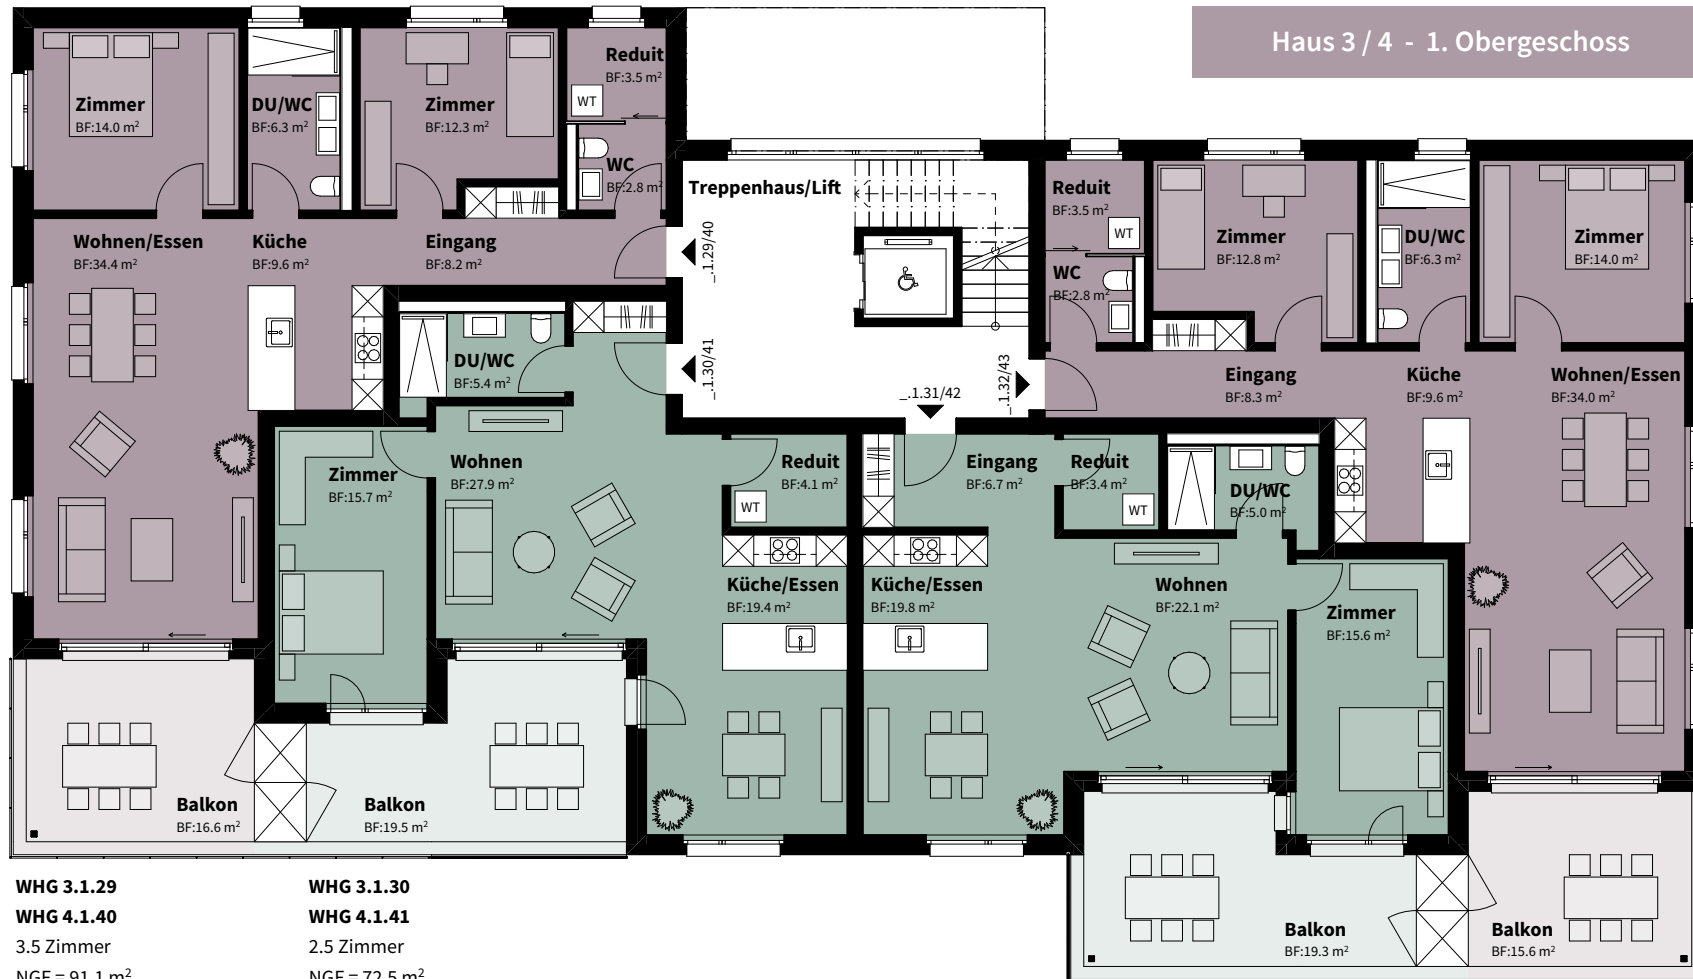 Haus 3 / 4 - 1. Obergeschoss
Zimmer
BF:14.0 m²
DU/WC
BF:6.3 m²
Zimmer
BF:12.3 m²
Reduit
BF:3.5 m²
WT
WC
BF:2.8 m²
Wohnen/Essen
BF:34.4 m²
Küche
BF:9.6 m²
Eingang
BF:8.2 m²
Treppenhaus/Lift
_.1.29/40
_.1.30/41
_.1.31/42
_.1.32/43
Reduit
BF:3.5 m²
WT
WC
BF:2.8 m²
Zimmer
BF:12.8 m²
DU/WC
BF:6.3 m²
Zimmer
BF:14.0 m²
Eingang
BF:8.3 m²
Küche
BF:9.6 m²
Wohnen/Essen
BF:34.0 m²
DU/WC
BF:5.4 m²
Zimmer
BF:15.7 m²
Wohnen
BF:27.9 m²
Reduit
BF:4.1 m²
WT
Küche/Essen
BF:19.4 m²
Eingang
BF:6.7 m²
Reduit
BF:3.4 m²
WT
DU/WC
BF:5.0 m²
Küche/Essen
BF:19.8 m²
Wohnen
BF:22.1 m²
Zimmer
BF:15.6 m²
Balkon
BF:16.6 m²
Balkon
BF:19.5 m²
Balkon
BF:19.3 m²
Balkon
BF:15.6 m²
WHG 3.1.29
WHG 4.1.40
3.5 Zimmer
NGF = 91.1 m²
WHG 3.1.30
WHG 4.1.41
2.5 Zimmer
NGF = 72.5 m²